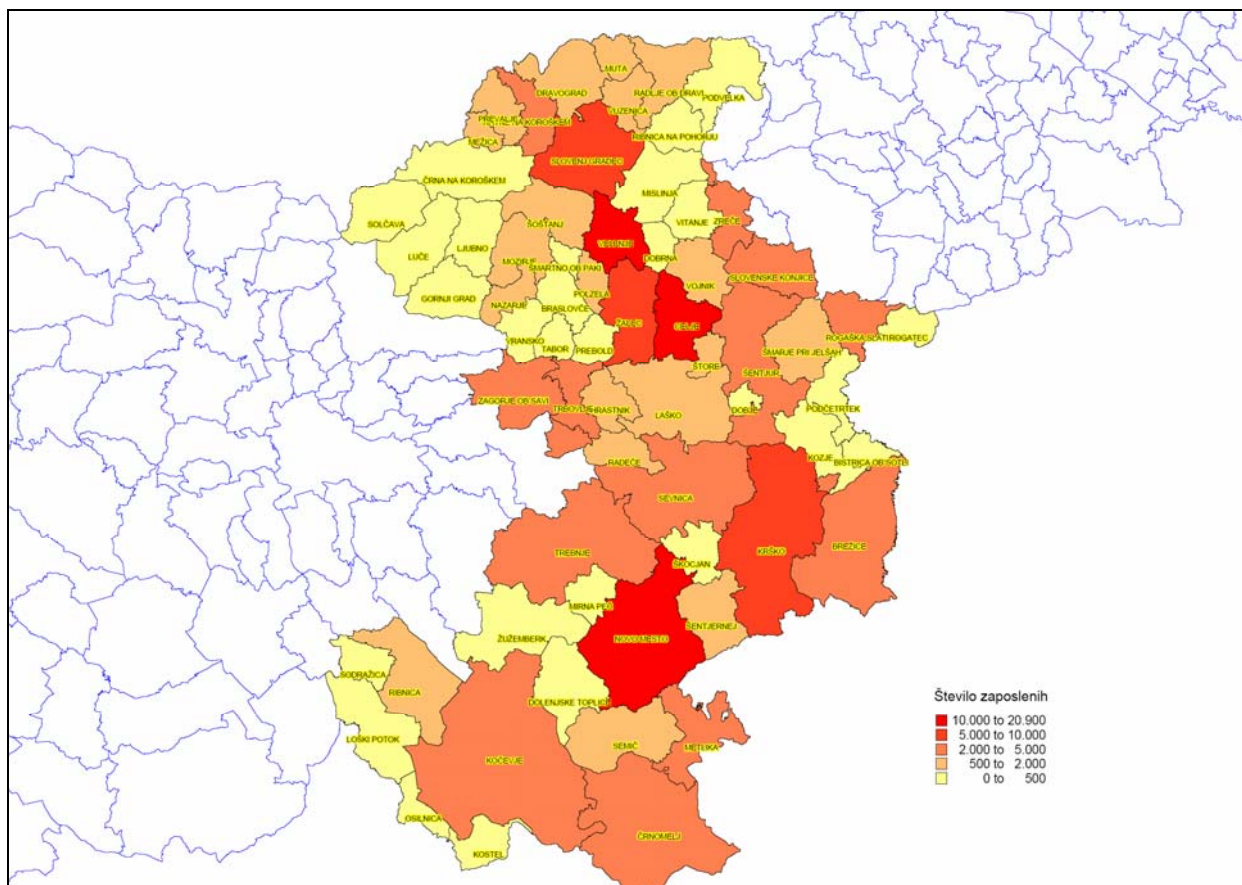 MUTA
DRAVOGRAD
RADLJE OB DRAVI
PODVELKA
VUZENICA
PREVALJE
NA KOROŠKEM
RIBNICA NA POHORJU
MEŽICA
SLOVENJ GRADEC
ČRNA NA KOROŠKEM
MISLINJA
SOLČAVA
VITANJE
ZREČE
ŠOŠTANJ
VELENJE
LJUBNO
LUČE
DOBRNA
MOZIRJE
ŠMARTNO OB PAKI
SLOVENSKE KONJICE
VOJNIK
POLZELA
GORNJI GRAD
NAZARJE
BRASLOVČE
ŽALEC
CELJE
VRANSKO
TABOR
PREBOLD
ROGAŠKA SLATI
ROGATEC
ŠMARJE PRI JELŠAH
ŠTORE
ŠENTJUR
ZAGORJE OB SAVI
TRBOVLJE
HRASTNIK
LAŠKO
DOBJE
PODČETRTEK
KOZJE
BISTRICA OB SOTLI
RADEČE
SEVNICA
KRŠKO
BREŽICE
TREBNJE
ŠKOCJAN
MIRNA PEČ
ŠENTJERNEJ
ŽUŽEMBERK
NOVO MESTO
SODRAŽICA
RIBNICA
DOLENJSKE TOPLICE
LOŠKI POTOK
SEMIČ
METLIKA
KOČEVJE
OSILNICA
ČRNOMELJ
KOSTEL
Število zaposlenih
10.000 to 20.900
5.000 to 10.000
2.000 to 5.000
500 to 2.000
0 to 500